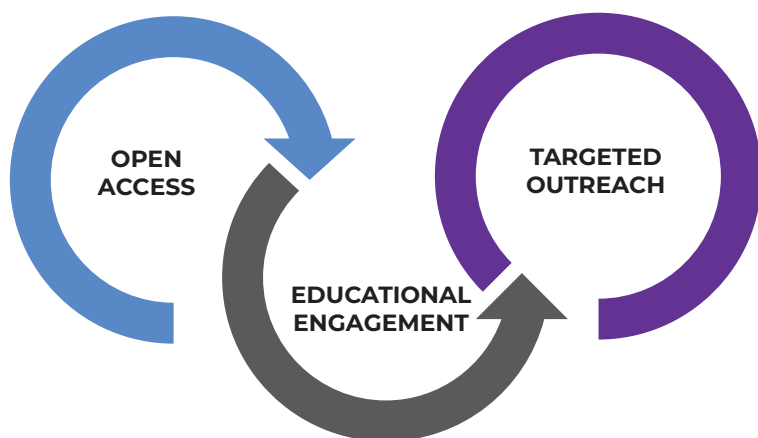 OPEN
ACCESS
EDUCATIONAL
ENGAGEMENT
TARGETED
OUTREACH